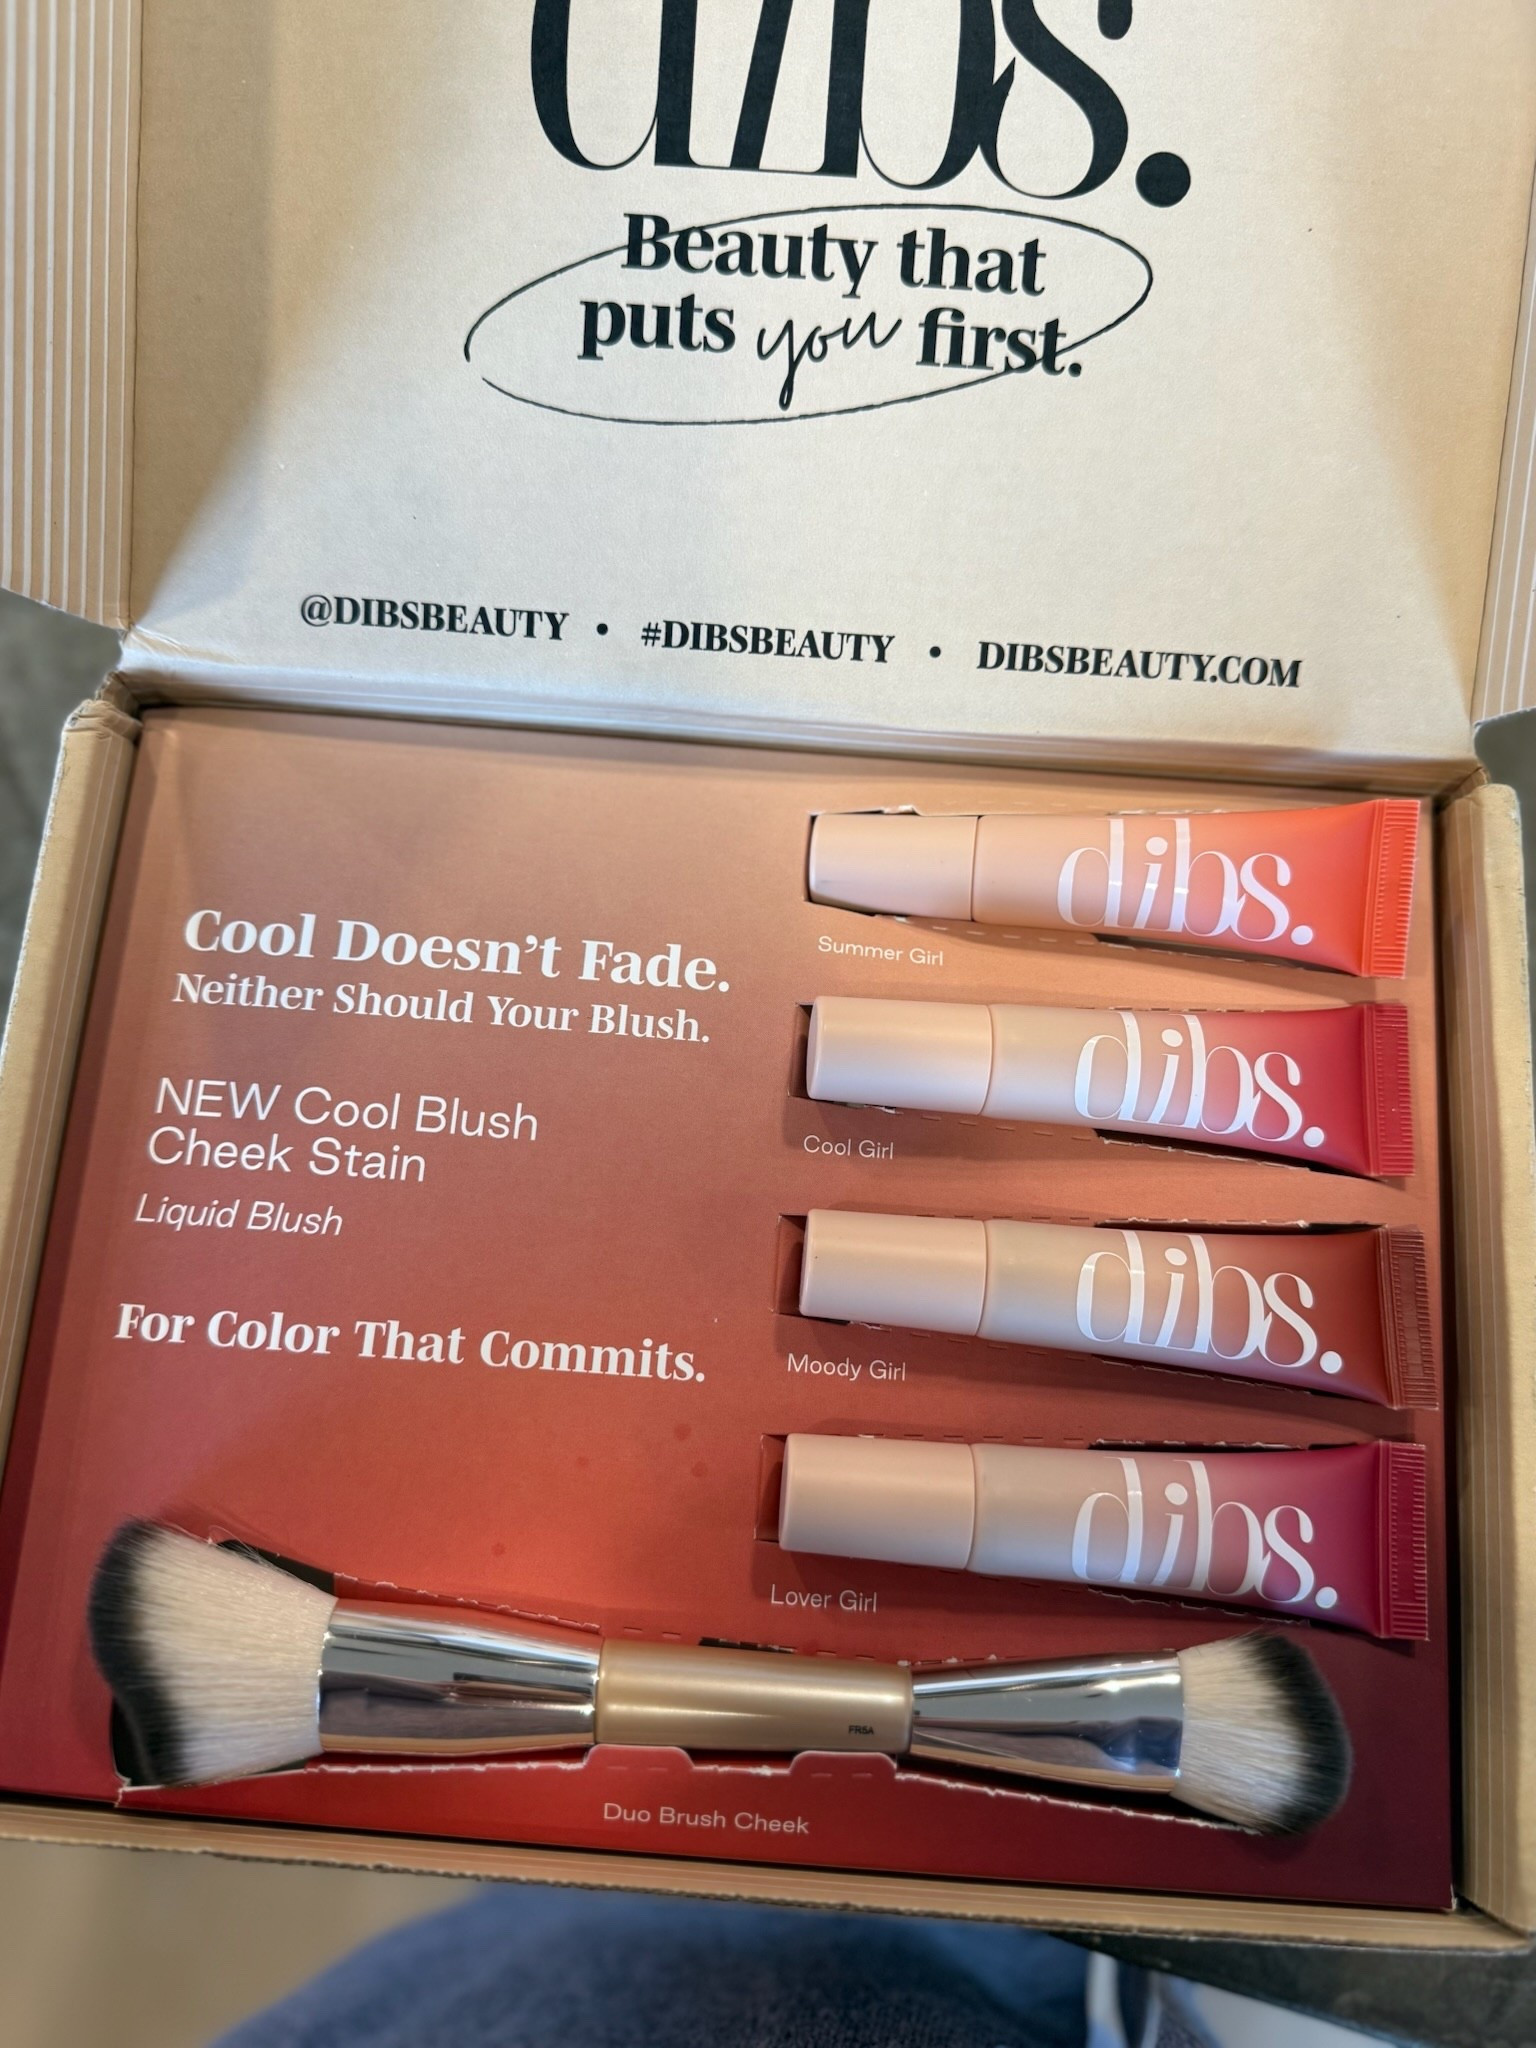 dibs.
Beauty that
puts you first.
@DIBSBEAUTY • #DIBSBEAUTY • DIBSBEAUTY.COM
Cool Doesn't Fade.
Neither Should Your Blush.
NEW Cool Blush
Cheek Stain
Liquid Blush
For Color That Commits.
dibs.
Summer Girl
dibs.
Cool Girl
dibs.
Moody Girl
dibs.
Lover Girl
FR5A
Duo Brush Cheek